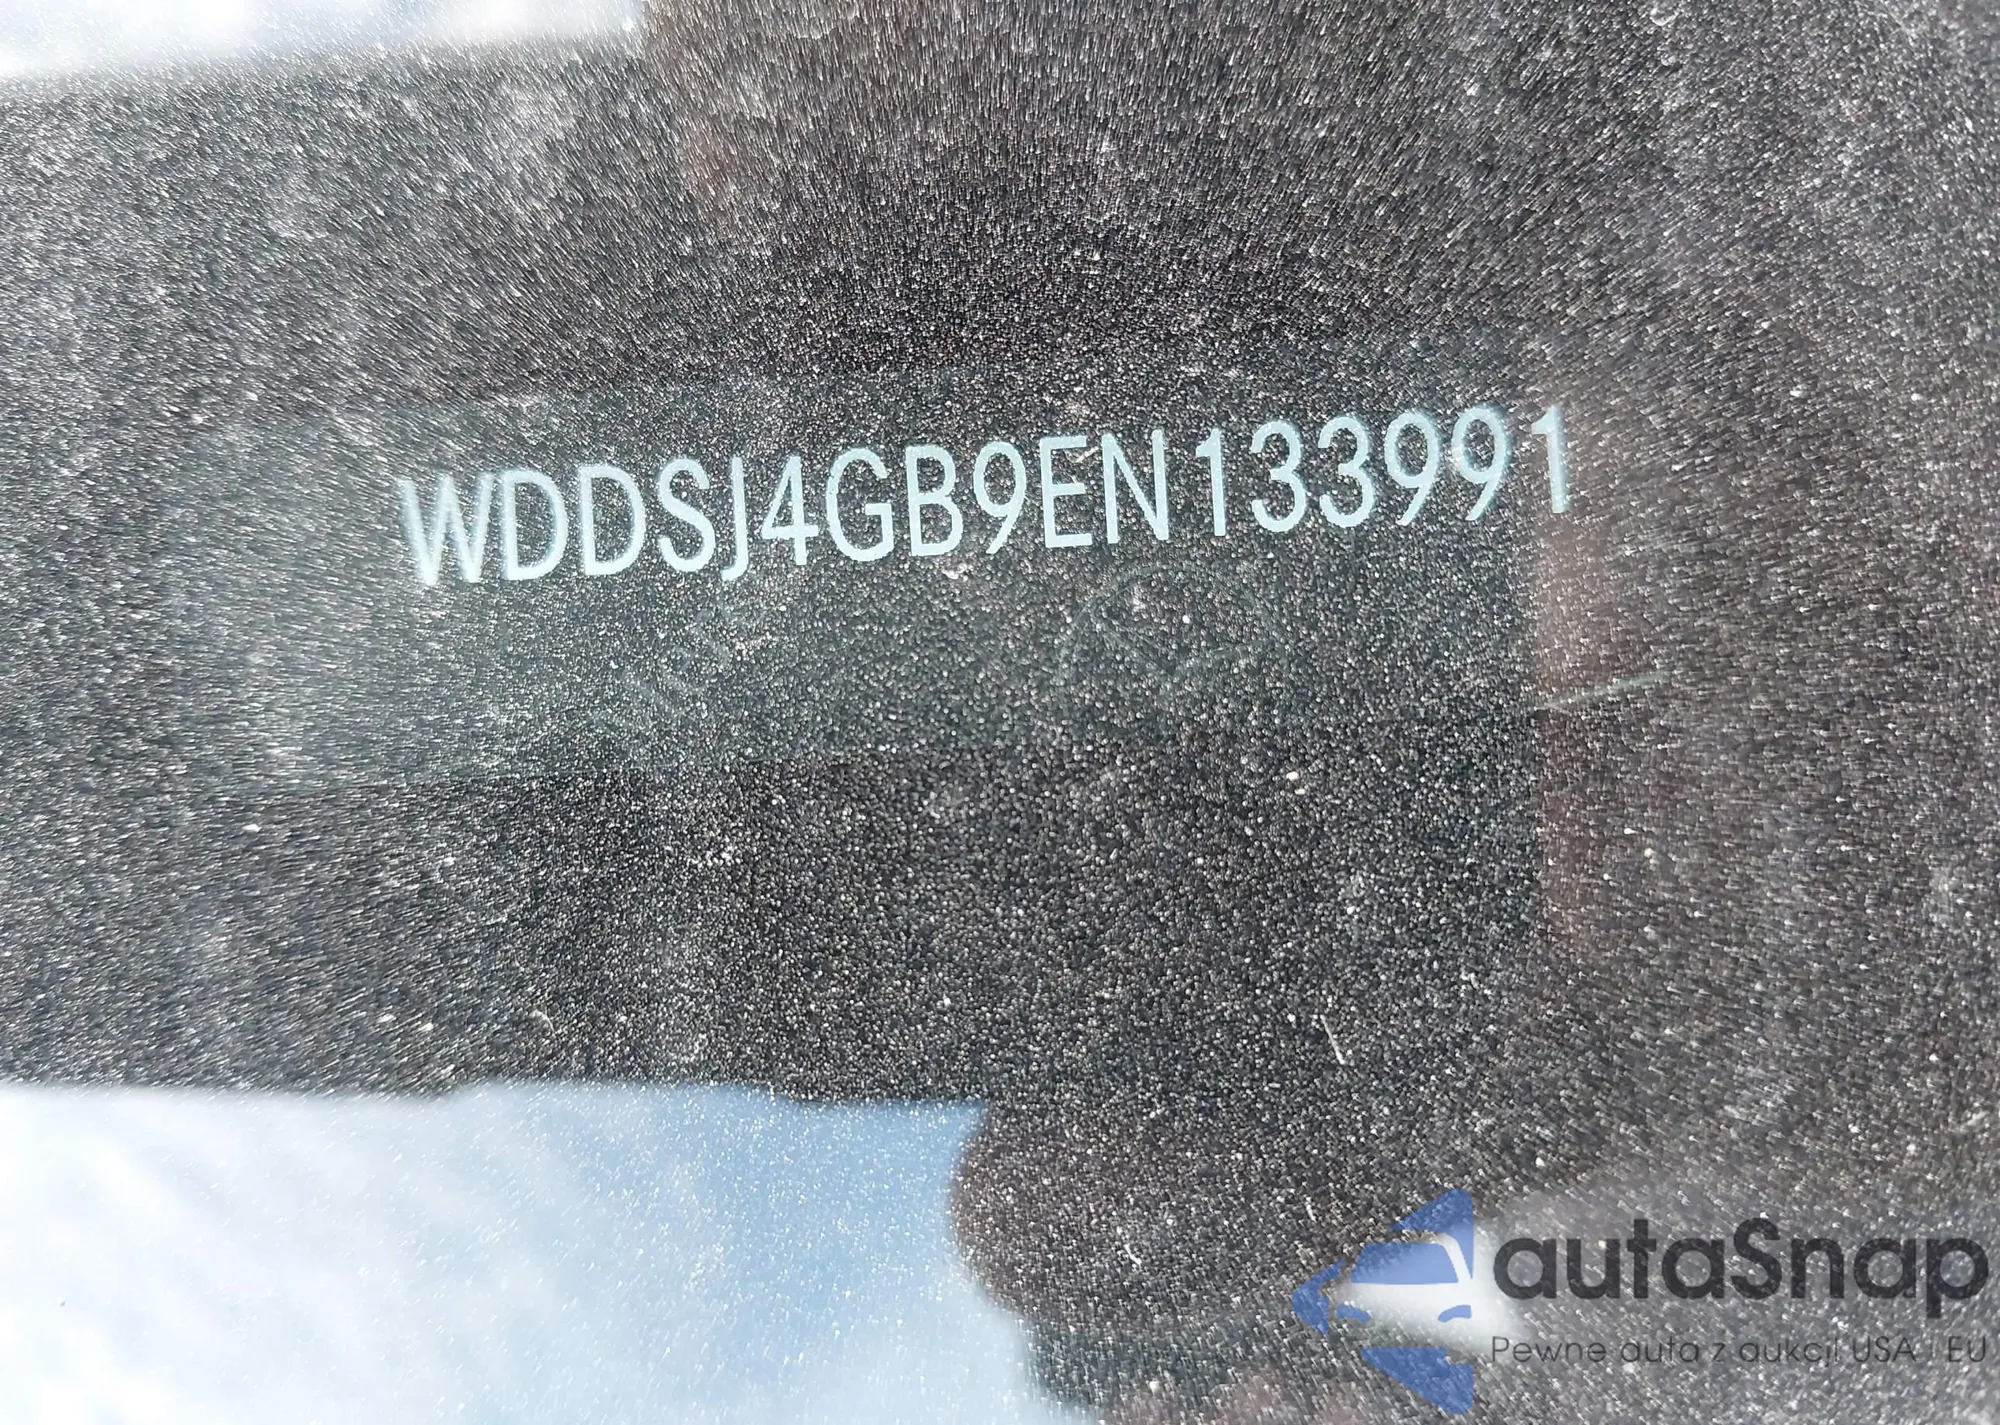 WDDSJ4GB9EN133991
autaSnap
Pewne auta z aukcji USA i EU